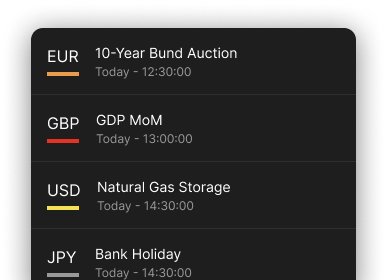 EUR 10-Year Bund Auction
Today - 12:30:00
GBP GDP MoM
Today - 13:00:00
USD Natural Gas Storage
Today - 14:30:00
JPY Bank Holiday
Today - 14:30:00